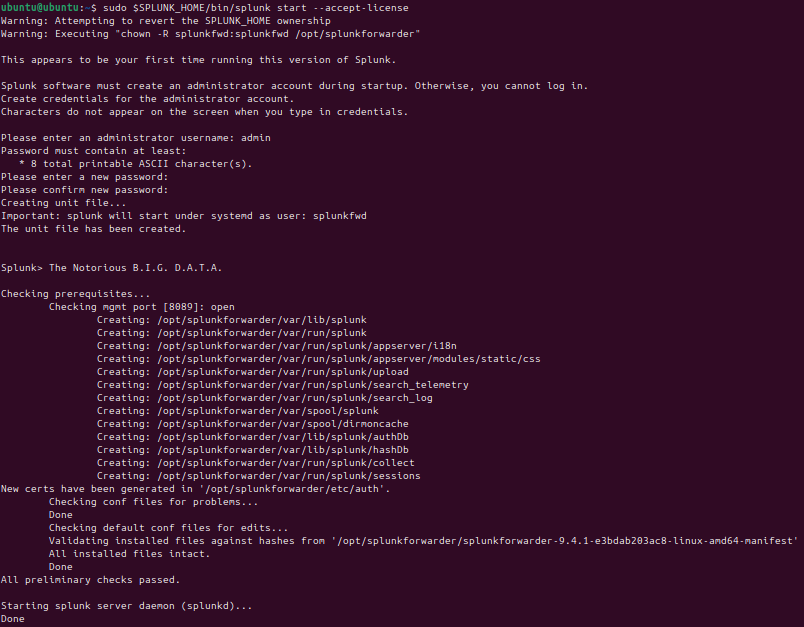 ubuntu@ubuntu:~$ sudo $SPLUNK_HOME/bin/splunk start --accept-license
Warning: Attempting to revert the SPLUNK_HOME ownership
Warning: Executing "chown -R splunkfwd:splunkfwd /opt/splunkforwarder"
This appears to be your first time running this version of Splunk.
Splunk software must create an administrator account during startup. Otherwise, you cannot log in.
Create credentials for the administrator account.
Characters do not appear on the screen when you type in credentials.
Please enter an administrator username: admin
Password must contain at least:
   * 8 total printable ASCII character(s).
Please enter a new password:
Please confirm new password:
Creating unit file...
Important: splunk will start under systemd as user: splunkfwd
The unit file has been created.
Splunk> The Notorious B.I.G. D.A.T.A.
Checking prerequisites...
        Checking mgmt port [8089]: open
                Creating: /opt/splunkforwarder/var/lib/splunk
                Creating: /opt/splunkforwarder/var/run/splunk
                Creating: /opt/splunkforwarder/var/run/splunk/appserver/i18n
                Creating: /opt/splunkforwarder/var/run/splunk/appserver/modules/static/css
                Creating: /opt/splunkforwarder/var/run/splunk/upload
                Creating: /opt/splunkforwarder/var/run/splunk/search_telemetry
                Creating: /opt/splunkforwarder/var/run/splunk/search_log
                Creating: /opt/splunkforwarder/var/spool/splunk
                Creating: /opt/splunkforwarder/var/spool/dirmoncache
                Creating: /opt/splunkforwarder/var/lib/splunk/authDb
                Creating: /opt/splunkforwarder/var/lib/splunk/hashDb
                Creating: /opt/splunkforwarder/var/run/splunk/collect
                Creating: /opt/splunkforwarder/var/run/splunk/sessions
New certs have been generated in '/opt/splunkforwarder/etc/auth'.
        Checking conf files for problems...
        Done
        Checking default conf files for edits...
        Validating installed files against hashes from '/opt/splunkforwarder/splunkforwarder-9.4.1-e3bdab203ac8-linux-amd64-manifest'
        All installed files intact.
        Done
All preliminary checks passed.
Starting splunk server daemon (splunkd)...
Done